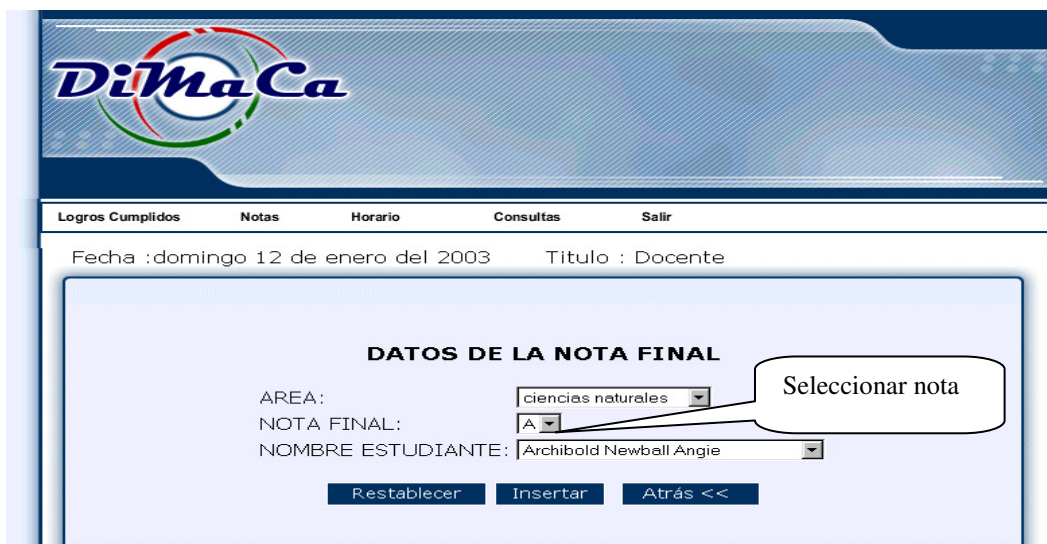 DiMaCa
Logros Cumplidos Notas Horario Consultas Salir
Fecha :domingo 12 de enero del 2003 Titulo : Docente
DATOS DE LA NOTA FINAL
Seleccionar nota
AREA: ciencias naturales
NOTA FINAL: A
NOMBRE ESTUDIANTE: Archibold Newball Angie
Restablecer Insertar Atrás <<